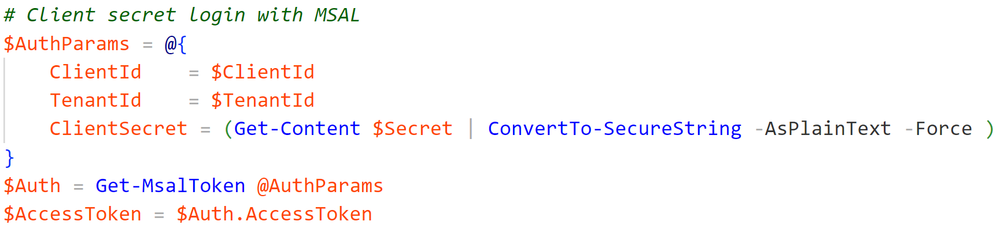 # Client secret login with MSAL
$AuthParams = @{
    ClientId    = $ClientId
    TenantId    = $TenantId
    ClientSecret = (Get-Content $Secret | ConvertTo-SecureString -AsPlainText -Force )
}
$Auth = Get-MsalToken @AuthParams
$AccessToken = $Auth.AccessToken